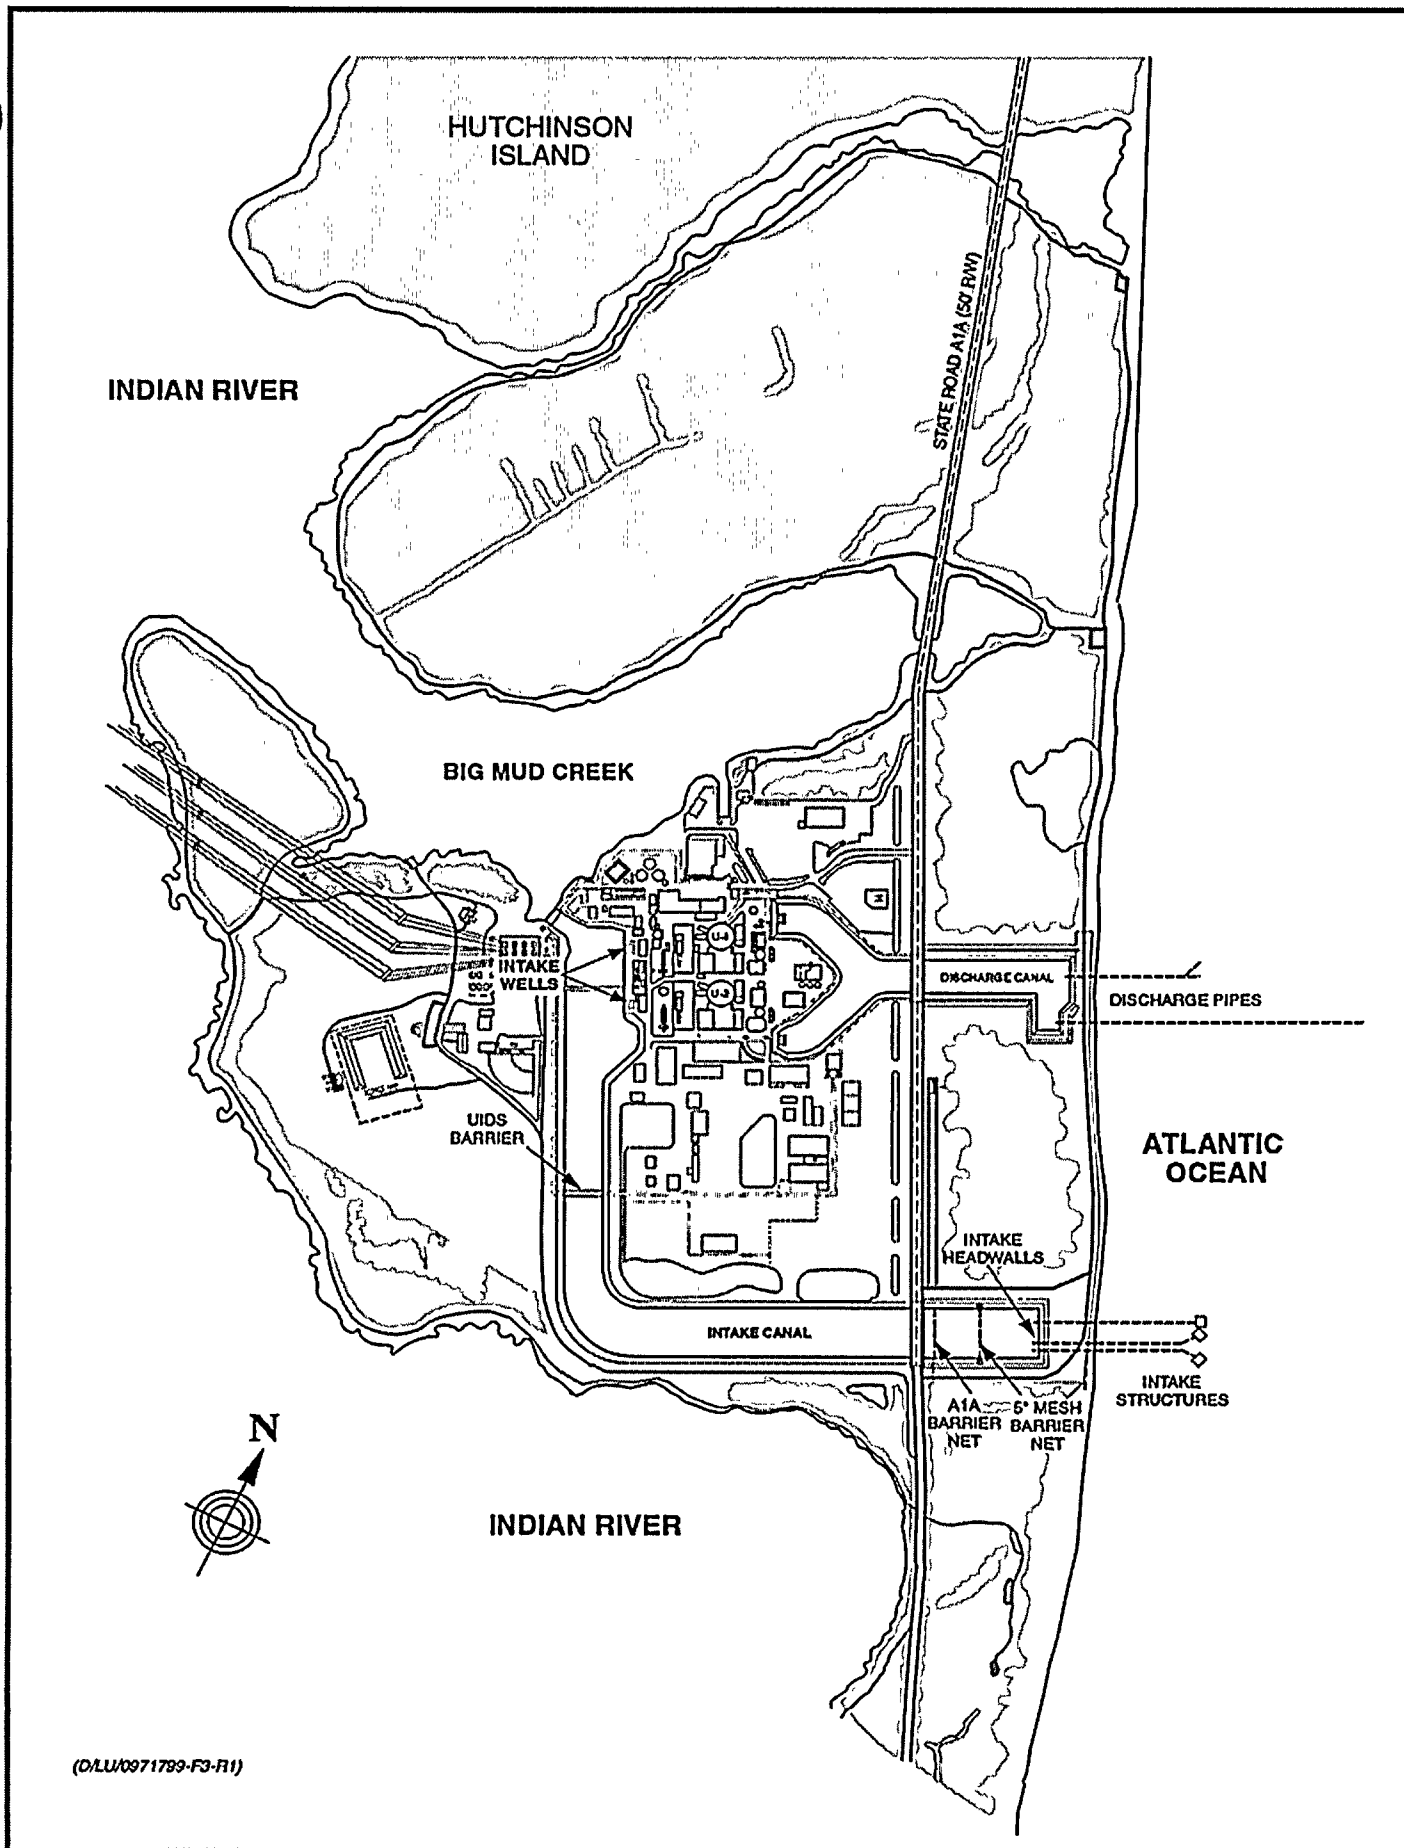 HUTCHINSON
ISLAND
INDIAN RIVER
STATE ROAD A1A (50' R/W)
BIG MUD CREEK
INTAKE
WELLS
DISCHARGE CANAL
DISCHARGE PIPES
UIDS
BARRIER
ATLANTIC
OCEAN
INTAKE
HEADWALLS
INTAKE CANAL
INTAKE
STRUCTURES
A1A
BARRIER
NET
5" MESH
BARRIER
NET
N
INDIAN RIVER
(D/LU/0971799-F3-R1)